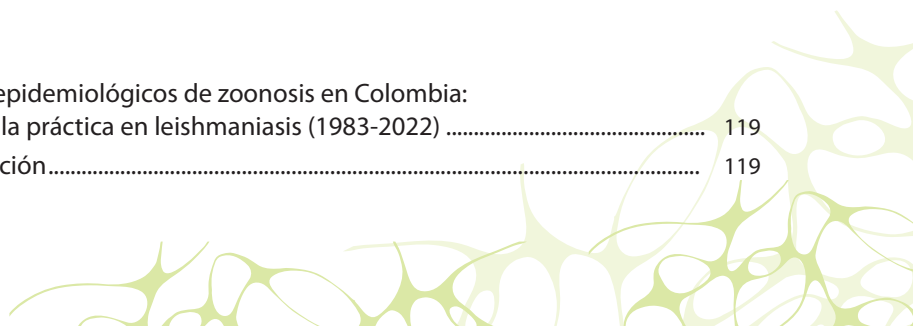 epidemiológicos de zoonosis en Colombia:
la práctica en leishmaniasis (1983-2022) ............................................. 119
ción................................................................................................................. 119